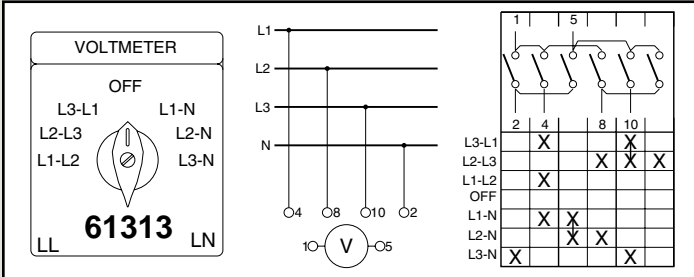 VOLTMETER
OFF
L3-L1 L1-N
L2-L3 L2-N
L1-L2 L3-N
61313
LL LN
L1
L2
L3
N
4 8 10 2
1 V 5
1 5
2 4 8 10
L3-L1 X X
L2-L3 X X X
L1-L2 X
OFF
L1-N X X
L2-N X X
L3-N X X